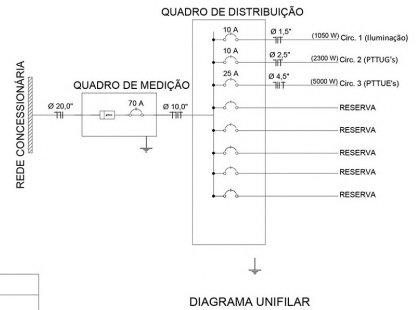 QUADRO DE DISTRIBUIÇÃO
10 A
Ø 1,5"
(1050 W) Circ. 1 (Iluminação)
10 A
Ø 2,5"
(2300 W) Circ. 2 (PTTUG's)
25 A
Ø 4,5"
(5000 W) Circ. 3 (PTTUE's)
QUADRO DE MEDIÇÃO
REDE CONCESSIONÁRIA
Ø 20,0"
70 A
Ø 10,0"
RESERVA
RESERVA
RESERVA
RESERVA
RESERVA
DIAGRAMA UNIFILAR